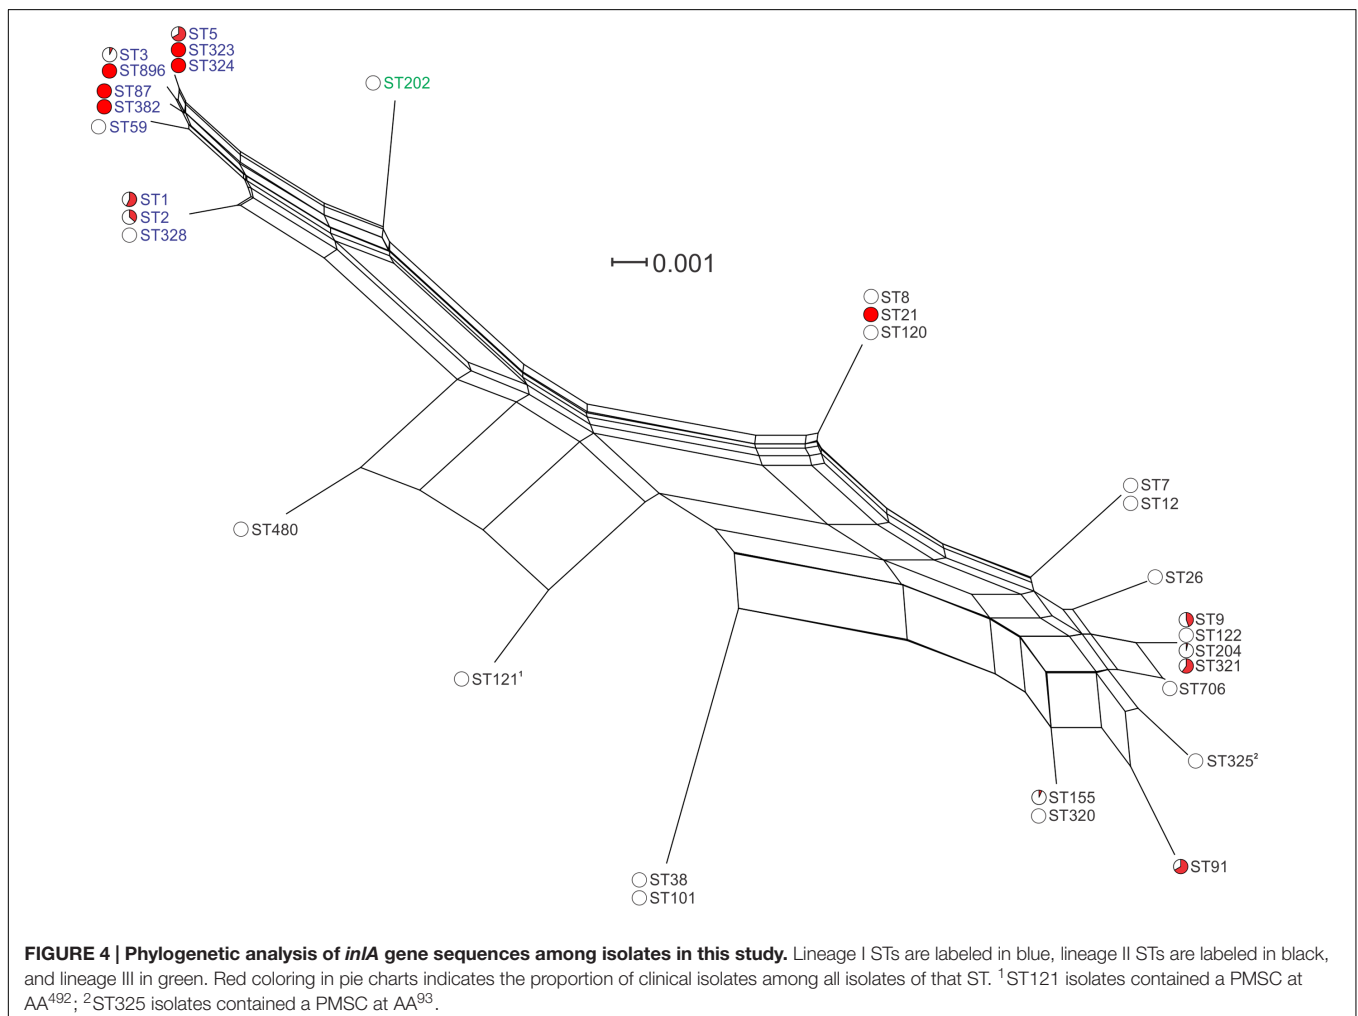 ST5
ST323
ST324
ST3
ST896
ST87
ST382
ST59
ST202
ST1
ST2
ST328
0.001
ST8
ST21
ST120
ST7
ST12
ST480
ST26
ST9
ST122
ST204
ST321
ST706
ST121¹
ST325²
ST155
ST320
ST91
ST38
ST101
FIGURE 4 | Phylogenetic analysis of inlA gene sequences among isolates in this study. Lineage I STs are labeled in blue, lineage II STs are labeled in black,
and lineage III in green. Red coloring in pie charts indicates the proportion of clinical isolates among all isolates of that ST. ¹ST121 isolates contained a PMSC at
AA⁴⁹²; ²ST325 isolates contained a PMSC at AA⁹³.